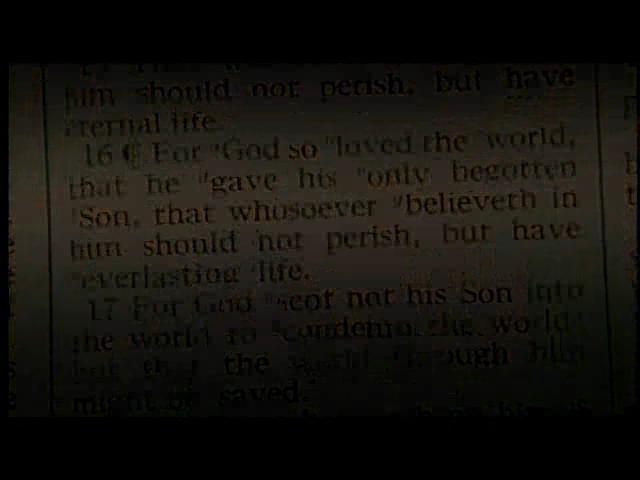 him should not perish, but have
eternal life.
16 ¶ For God so loved the world,
that he gave his only begotten
Son, that whosoever believeth in
him should not perish, but have
everlasting life.
17 For God sent not his Son into
the world to condemn the world;
but that the world through him
might be saved.